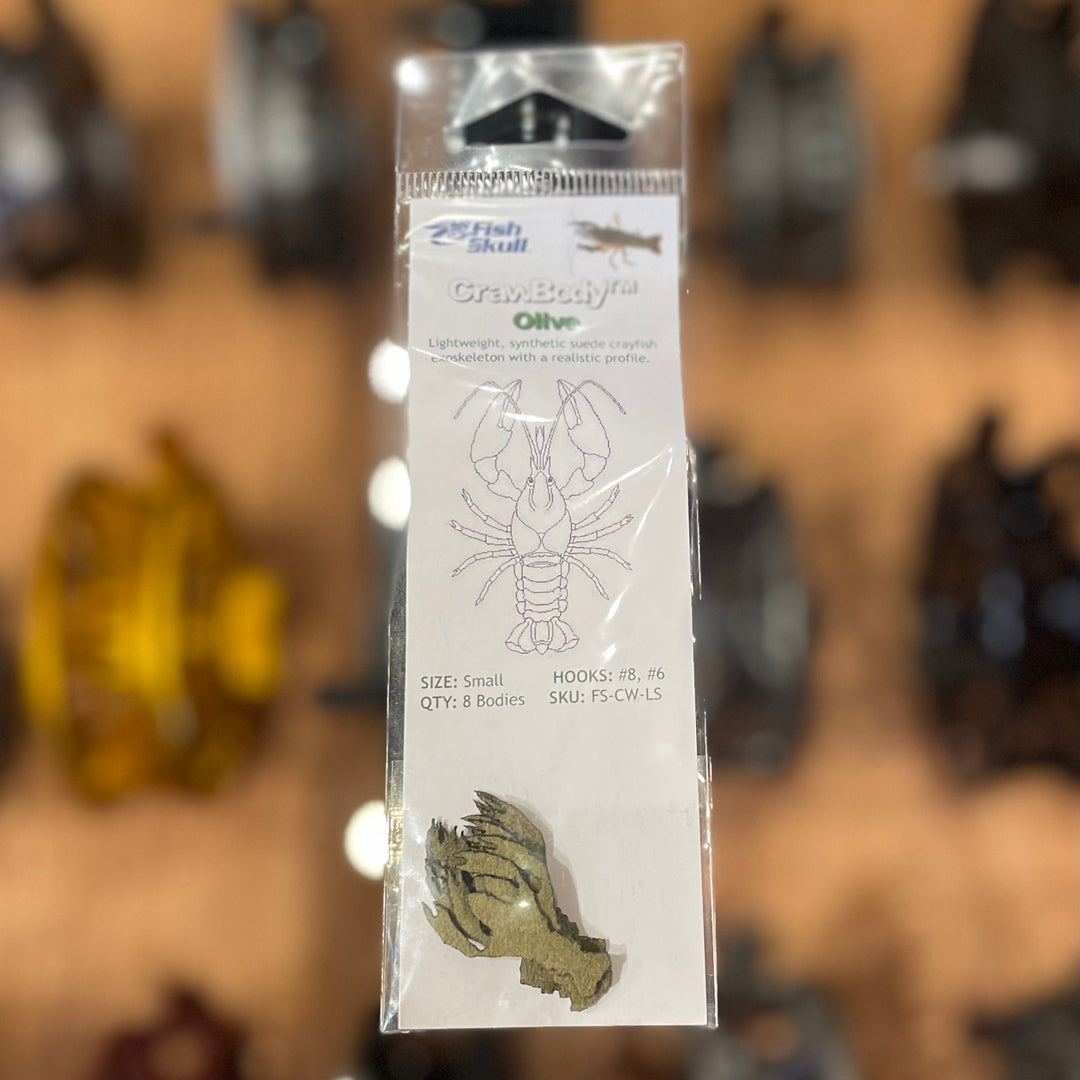 Fish
Skull
CrawBody™
Olive
Lightweight, synthetic suede crayfish
exoskeleton with a realistic profile.
SIZE: Small
HOOKS: #8, #6
QTY: 8 Bodies
SKU: FS-CW-LS